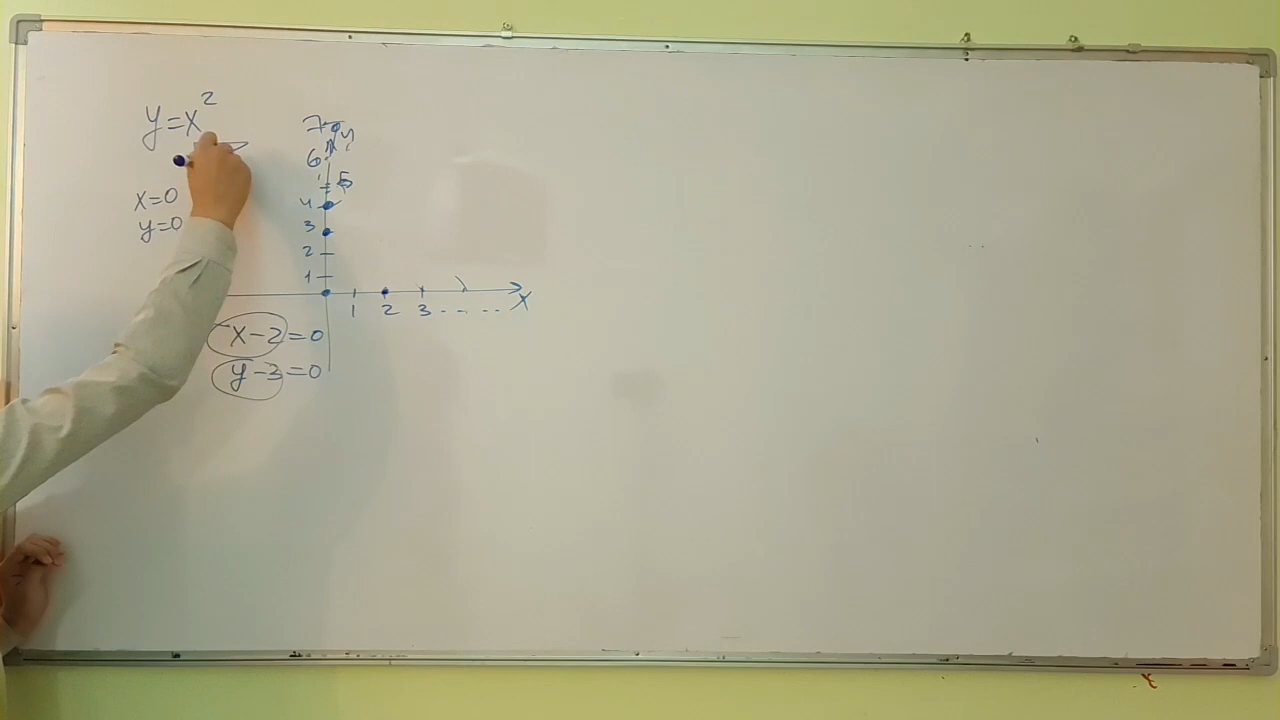 y=x²
x=0
y=0
7
y
6
5
4
3
2
1
1 2 3 . . . . . x
x-2=0
y-3=0